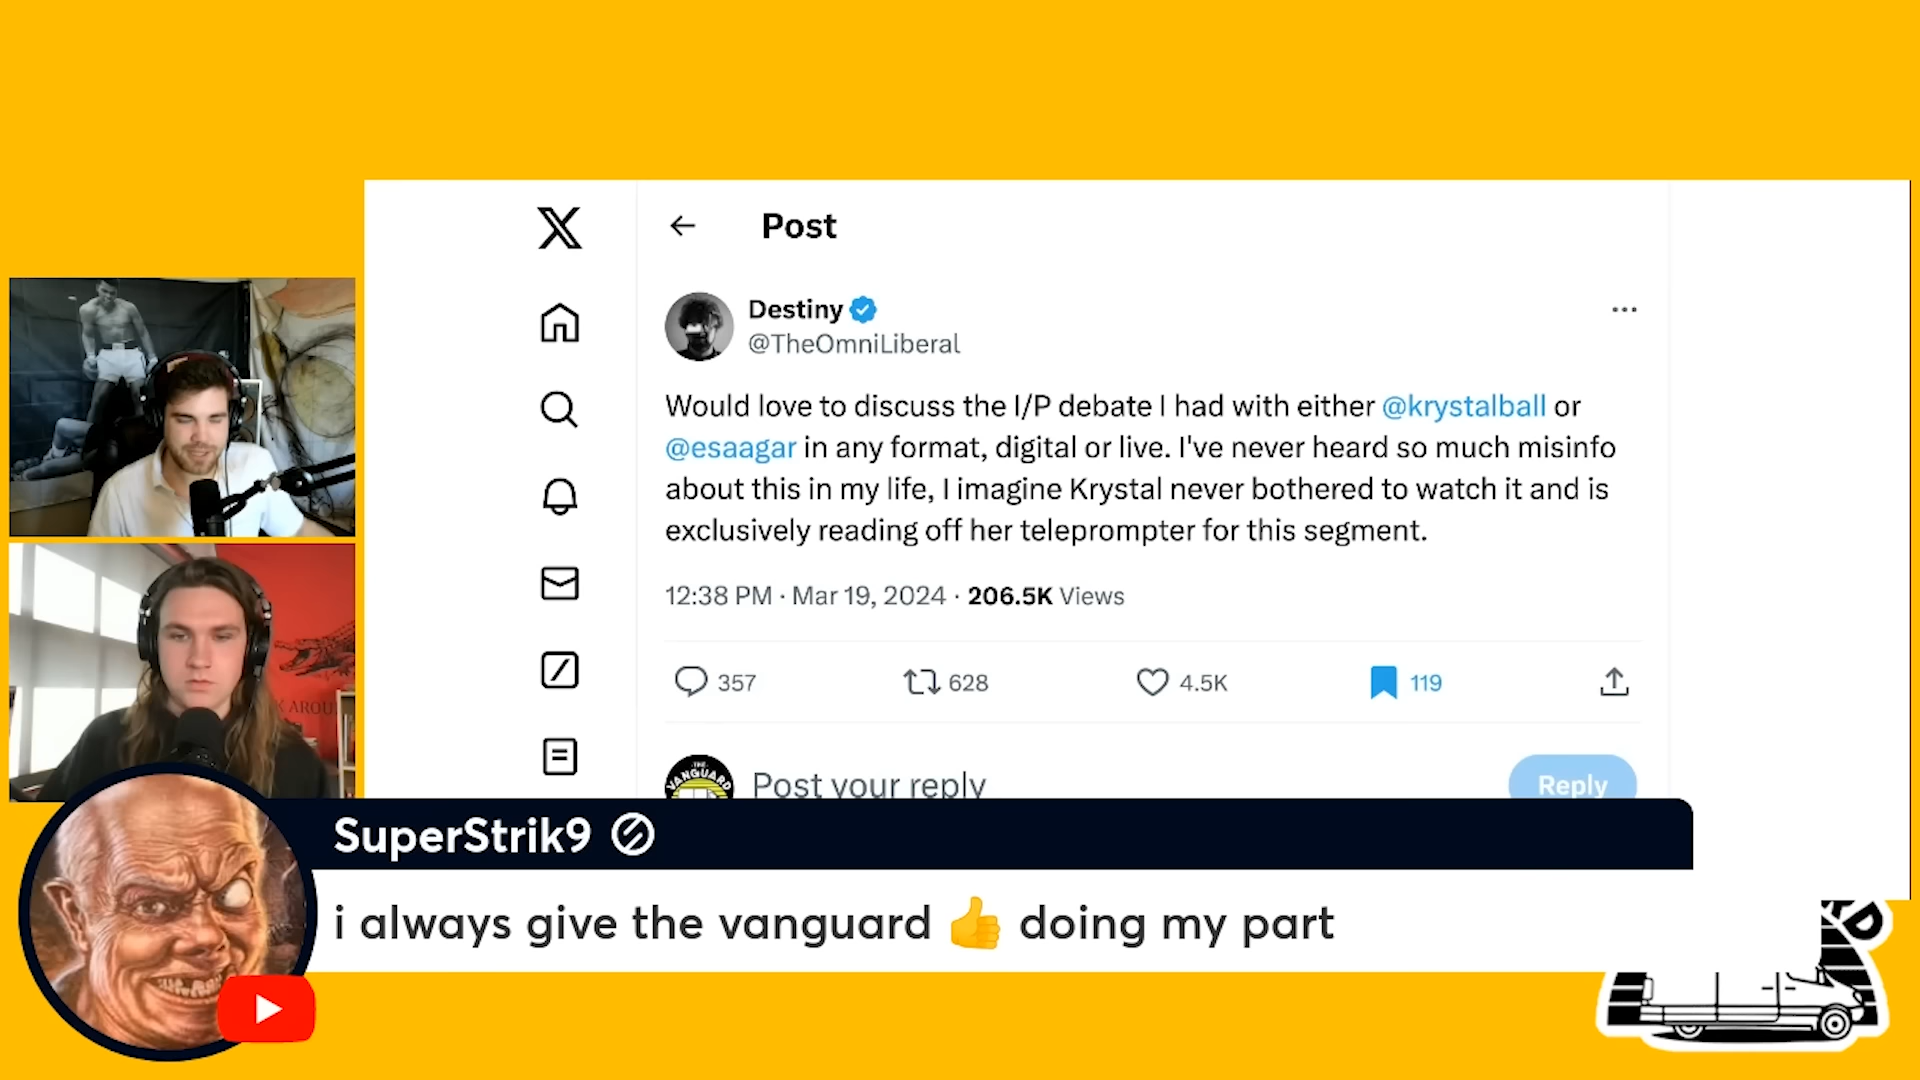 Post
Destiny
@TheOmniLiberal
Would love to discuss the I/P debate I had with either @krystalball or
@esaagar in any format, digital or live. I've never heard so much misinfo
about this in my life, I imagine Krystal never bothered to watch it and is
exclusively reading off her teleprompter for this segment.
12:38 PM · Mar 19, 2024 · 206.5K Views
357 628 4.5K 119
THE VANGUARD
Post your reply
Reply
K AROU
SuperStrik9
i always give the vanguard 👍 doing my part